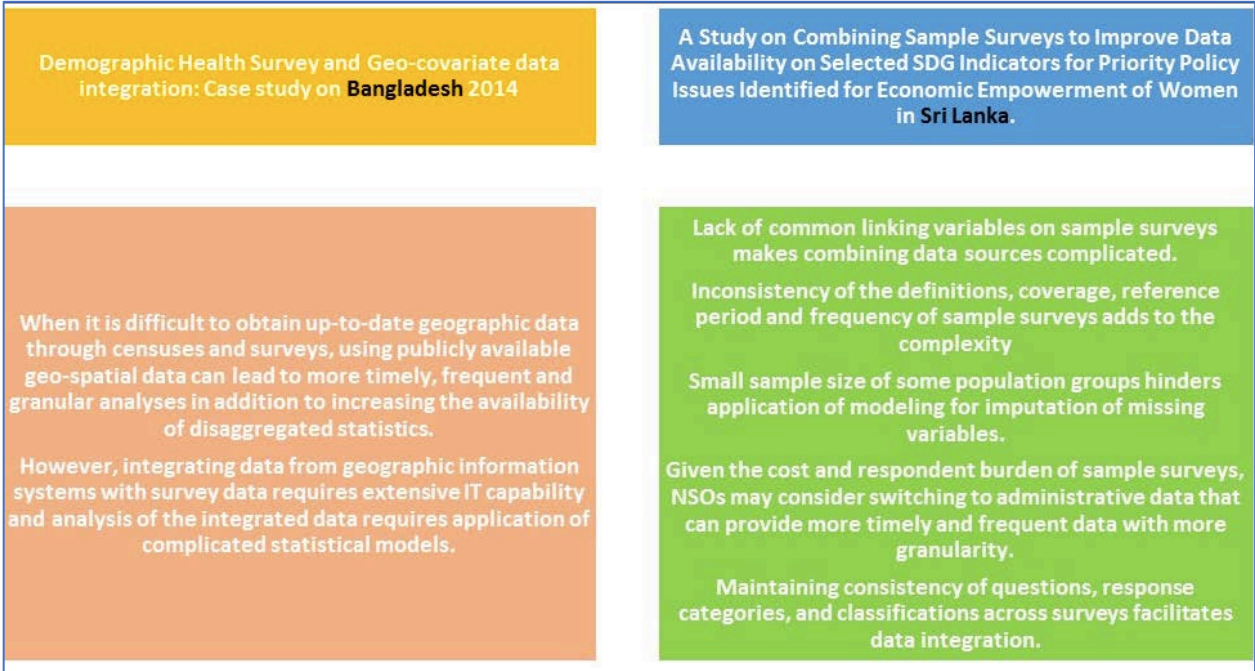 Demographic Health Survey and Geo-covariate data
integration: Case study on Bangladesh 2014
A Study on Combining Sample Surveys to Improve Data
Availability on Selected SDG Indicators for Priority Policy
Issues Identified for Economic Empowerment of Women
in Sri Lanka.
When it is difficult to obtain up-to-date geographic data
through censuses and surveys, using publicly available
geo-spatial data can lead to more timely, frequent and
granular analyses in addition to increasing the availability
of disaggregated statistics.
However, integrating data from geographic information
systems with survey data requires extensive IT capability
and analysis of the integrated data requires application of
complicated statistical models.
Lack of common linking variables on sample surveys
makes combining data sources complicated.
Inconsistency of the definitions, coverage, reference
period and frequency of sample surveys adds to the
complexity
Small sample size of some population groups hinders
application of modeling for imputation of missing
variables.
Given the cost and respondent burden of sample surveys,
NSOs may consider switching to administrative data that
can provide more timely and frequent data with more
granularity.
Maintaining consistency of questions, response
categories, and classifications across surveys facilitates
data integration.